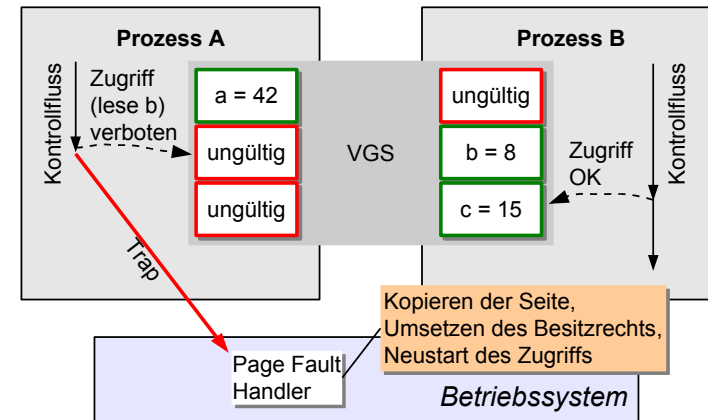 Prozess A
Kontrollfluss
Zugriff
(lese b)
verboten
a = 42
ungültig
ungültig
VGS
Prozess B
ungültig
b = 8
c = 15
Zugriff
OK
Kontrollfluss
Trap
Kopieren der Seite,
Umsetzen des Besitzrechts,
Neustart des Zugriffs
Page Fault
Handler
Betriebssystem